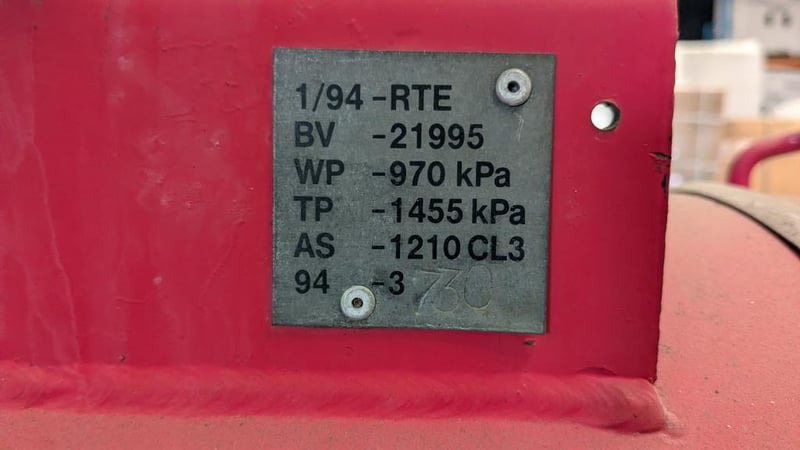 1/94 -RTE
BV -21995
WP -970 kPa
TP -1455 kPa
AS -1210 CL3
94 -3 730